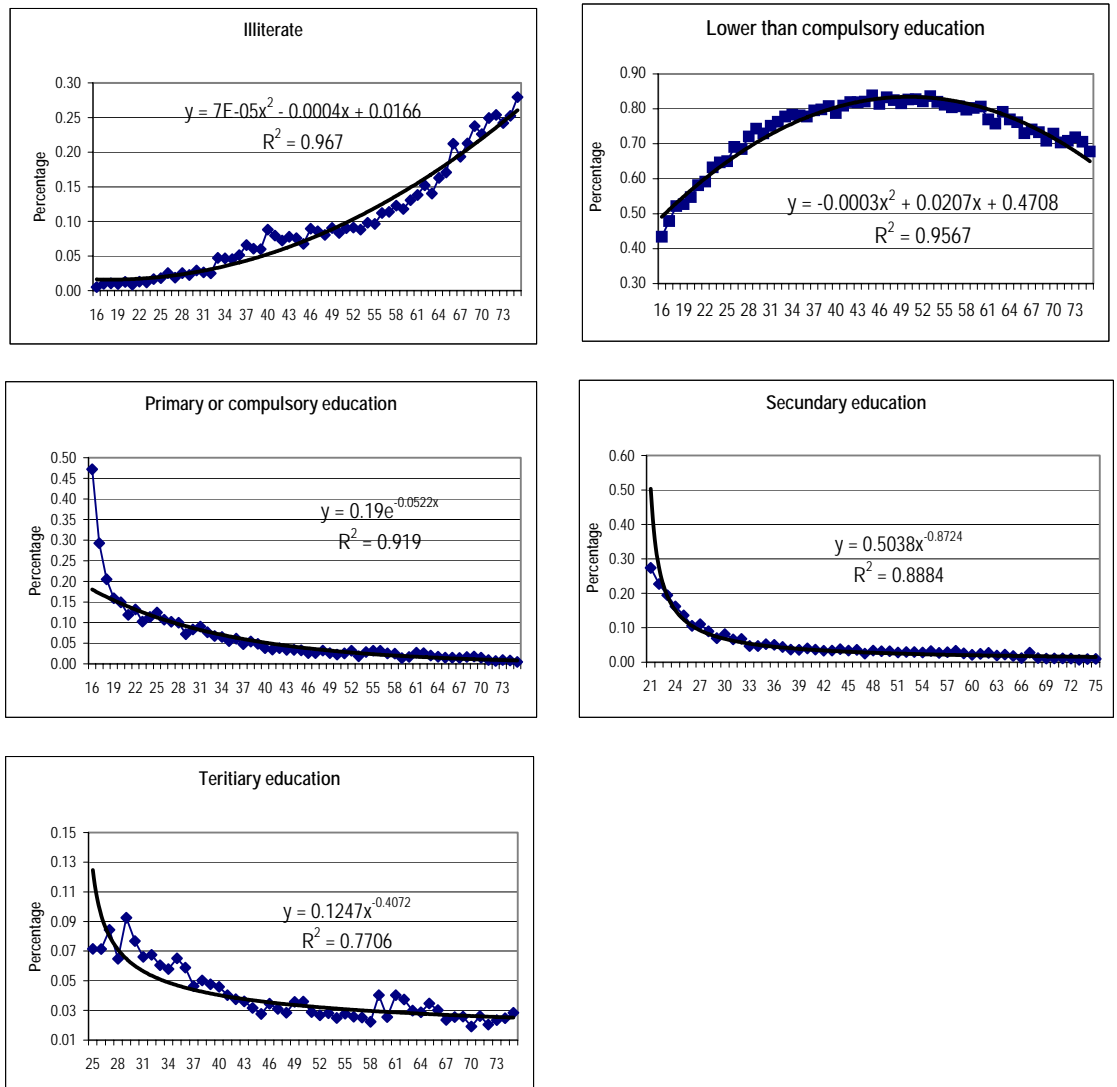 Illiterate
0.30
0.25
0.20
0.15
0.10
0.05
0.00
Percentage
y = 7E-05x² - 0.0004x + 0.0166
R² = 0.967
16 19 22 25 28 31 34 37 40 43 46 49 52 55 58 61 64 67 70 73
Lower than compulsory education
0.90
0.80
0.70
0.60
0.50
0.40
0.30
Percentage
y = -0.0003x² + 0.0207x + 0.4708
R² = 0.9567
16 19 22 25 28 31 34 37 40 43 46 49 52 55 58 61 64 67 70 73
Primary or compulsory education
0.50
0.45
0.40
0.35
0.30
0.25
0.20
0.15
0.10
0.05
0.00
Percentage
y = 0.19e^-0.0522x
R² = 0.919
16 19 22 25 28 31 34 37 40 43 46 49 52 55 58 61 64 67 70 73
Secundary education
0.60
0.50
0.40
0.30
0.20
0.10
0.00
Percentage
y = 0.5038x^-0.8724
R² = 0.8884
21 24 27 30 33 36 39 42 45 48 51 54 57 60 63 66 69 72 75
Teritiary education
0.15
0.13
0.11
0.09
0.07
0.05
0.03
0.01
Percentage
y = 0.1247x^-0.4072
R² = 0.7706
25 28 31 34 37 40 43 46 49 52 55 58 61 64 67 70 73